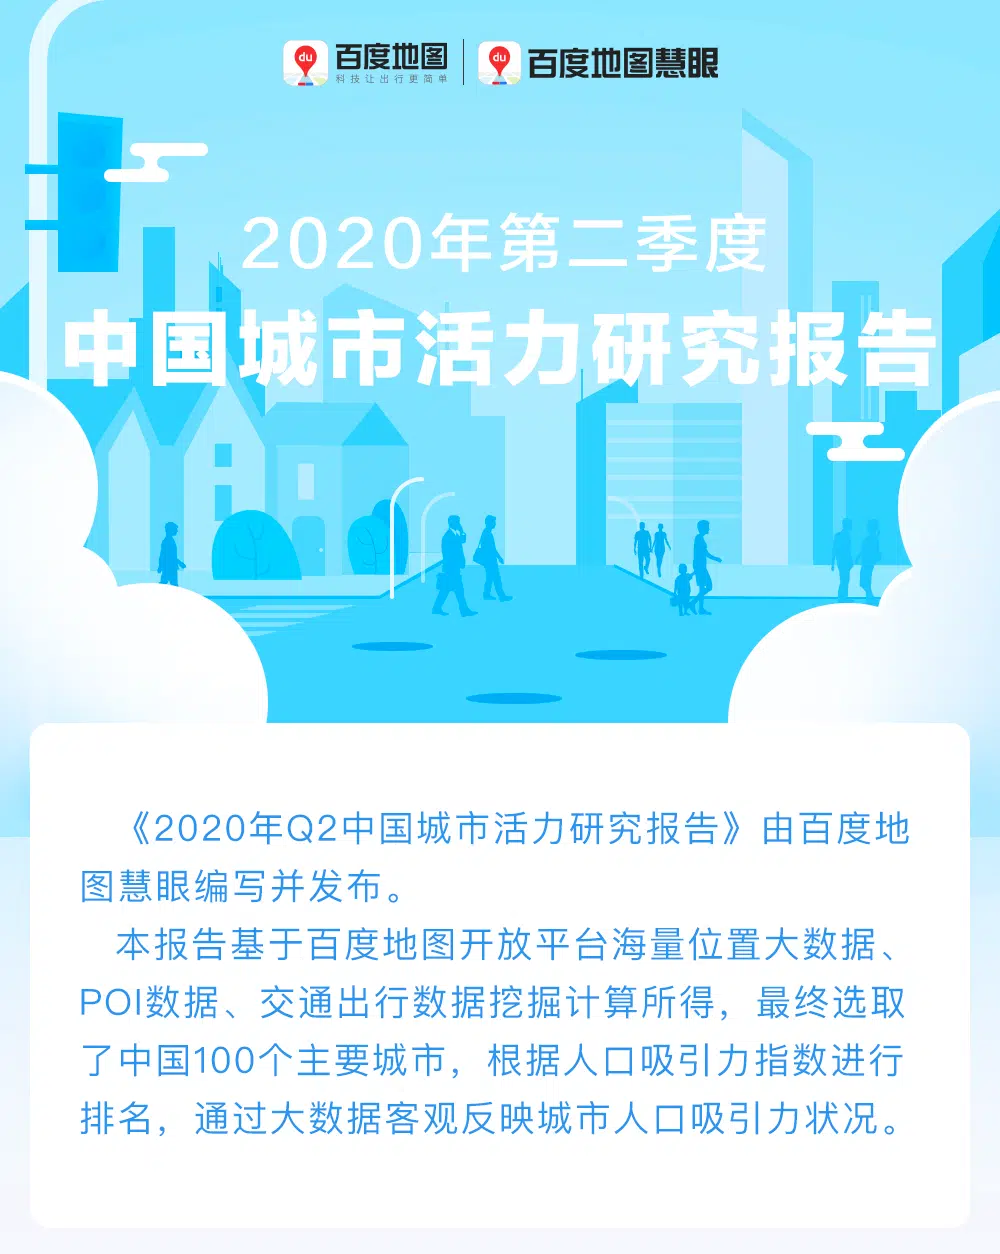 du 百度地图 科技让出行更简单 du 百度地图慧眼
2020年第二季度
中国城市活力研究报告
《2020年Q2中国城市活力研究报告》由百度地
图慧眼编写并发布。
本报告基于百度地图开放平台海量位置大数据、
POI数据、交通出行数据挖掘计算所得，最终选取
了中国100个主要城市，根据人口吸引力指数进行
排名，通过大数据客观反映城市人口吸引力状况。